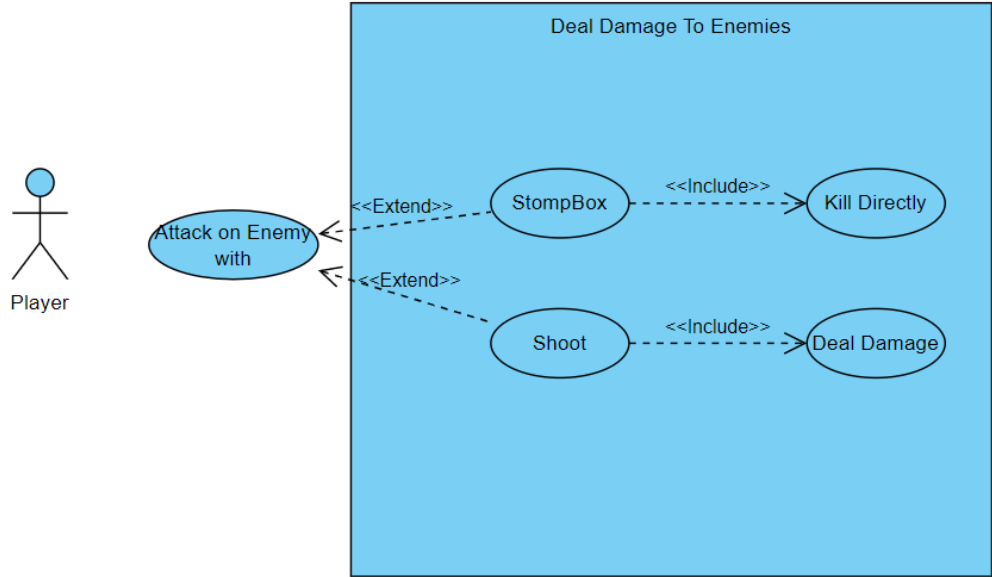 Deal Damage To Enemies
Player
Attack on Enemy
with
<<Extend>>
<<Extend>>
StompBox
<<Include>>
Kill Directly
Shoot
<<Include>>
Deal Damage